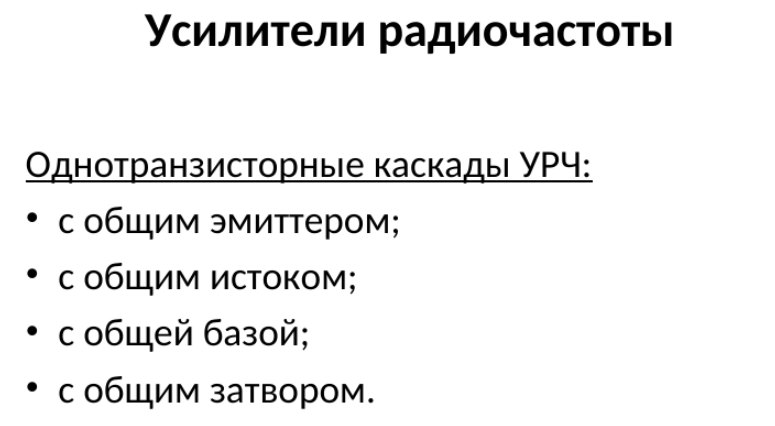 Усилители радиочастоты
Однотранзисторные каскады УРЧ:
• с общим эмиттером;
• с общим истоком;
• с общей базой;
• с общим затвором.